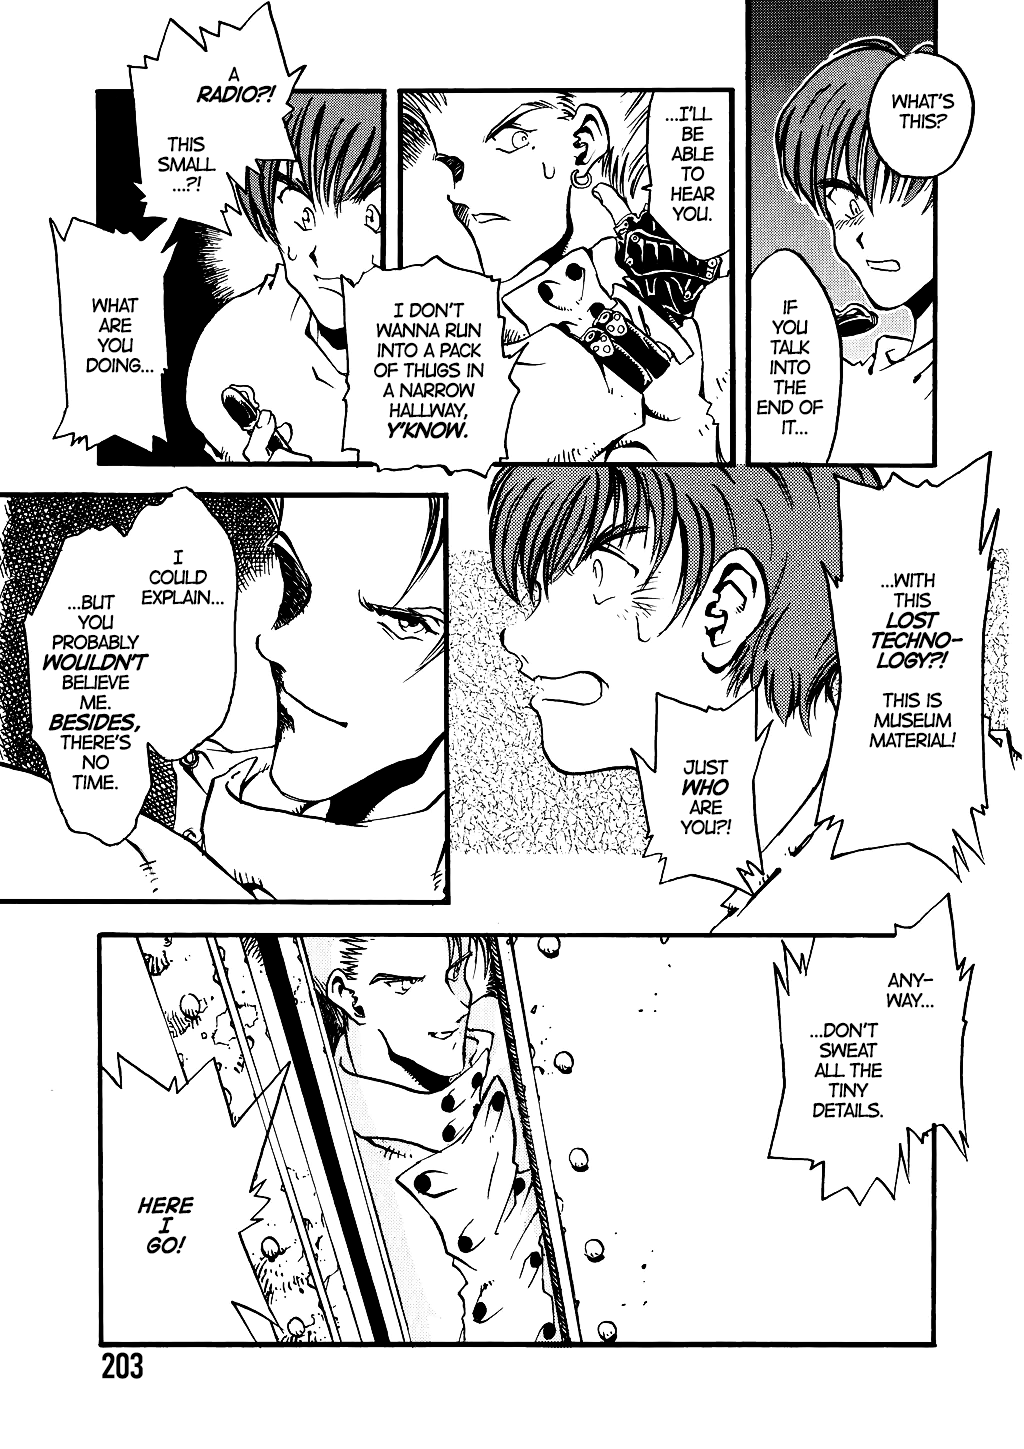 WHAT'S
THIS?
IF
YOU
TALK
INTO
THE
END OF
IT...
...I'LL
BE
ABLE
TO
HEAR
YOU.
I DON'T
WANNA RUN
INTO A PACK
OF THUGS IN
A NARROW
HALLWAY,
Y'KNOW.
A
RADIO?!
THIS
SMALL
...?!
WHAT
ARE
YOU
DOING...
...WITH
THIS
LOST
TECHNO-
LOGY?!
THIS IS
MUSEUM
MATERIAL!
JUST
WHO
ARE
YOU?!
I
COULD
EXPLAIN...
...BUT
YOU
PROBABLY
WOULDN'T
BELIEVE
ME.
BESIDES,
THERE'S
NO
TIME.
ANY-
WAY...
...DON'T
SWEAT
ALL THE
TINY
DETAILS.
HERE
I
GO!
203